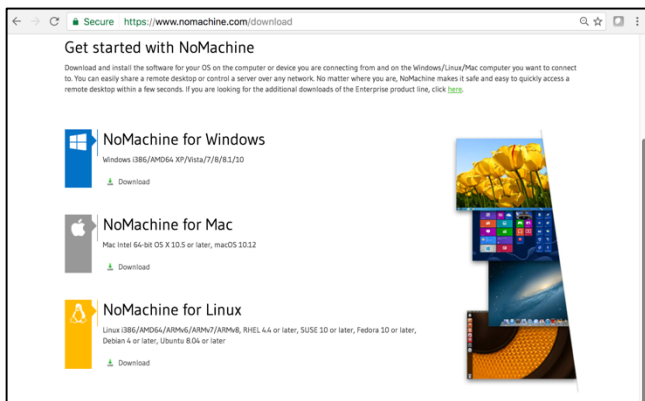 Secure https://www.nomachine.com/download
Get started with NoMachine
Download and install the software for your OS on the computer or device you are connecting from and on the Windows/Linux/Mac computer you want to connect
to. You can easily share a remote desktop or control a server over any network. No matter where you are, NoMachine makes it safe and easy to quickly access a
remote desktop within a few seconds. If you are looking for the additional downloads of the Enterprise product line, click here.
NoMachine for Windows
Windows i386/AMD64 XP/Vista/7/8/8.1/10
Download
NoMachine for Mac
Mac Intel 64-bit OS X 10.5 or later, macOS 10.12
Download
NoMachine for Linux
Linux i386/AMD64/ARMv6/ARMv7/ARMv8, RHEL 4.4 or later, SUSE 10 or later, Fedora 10 or later,
Debian 4 or later, Ubuntu 8.04 or later
Download